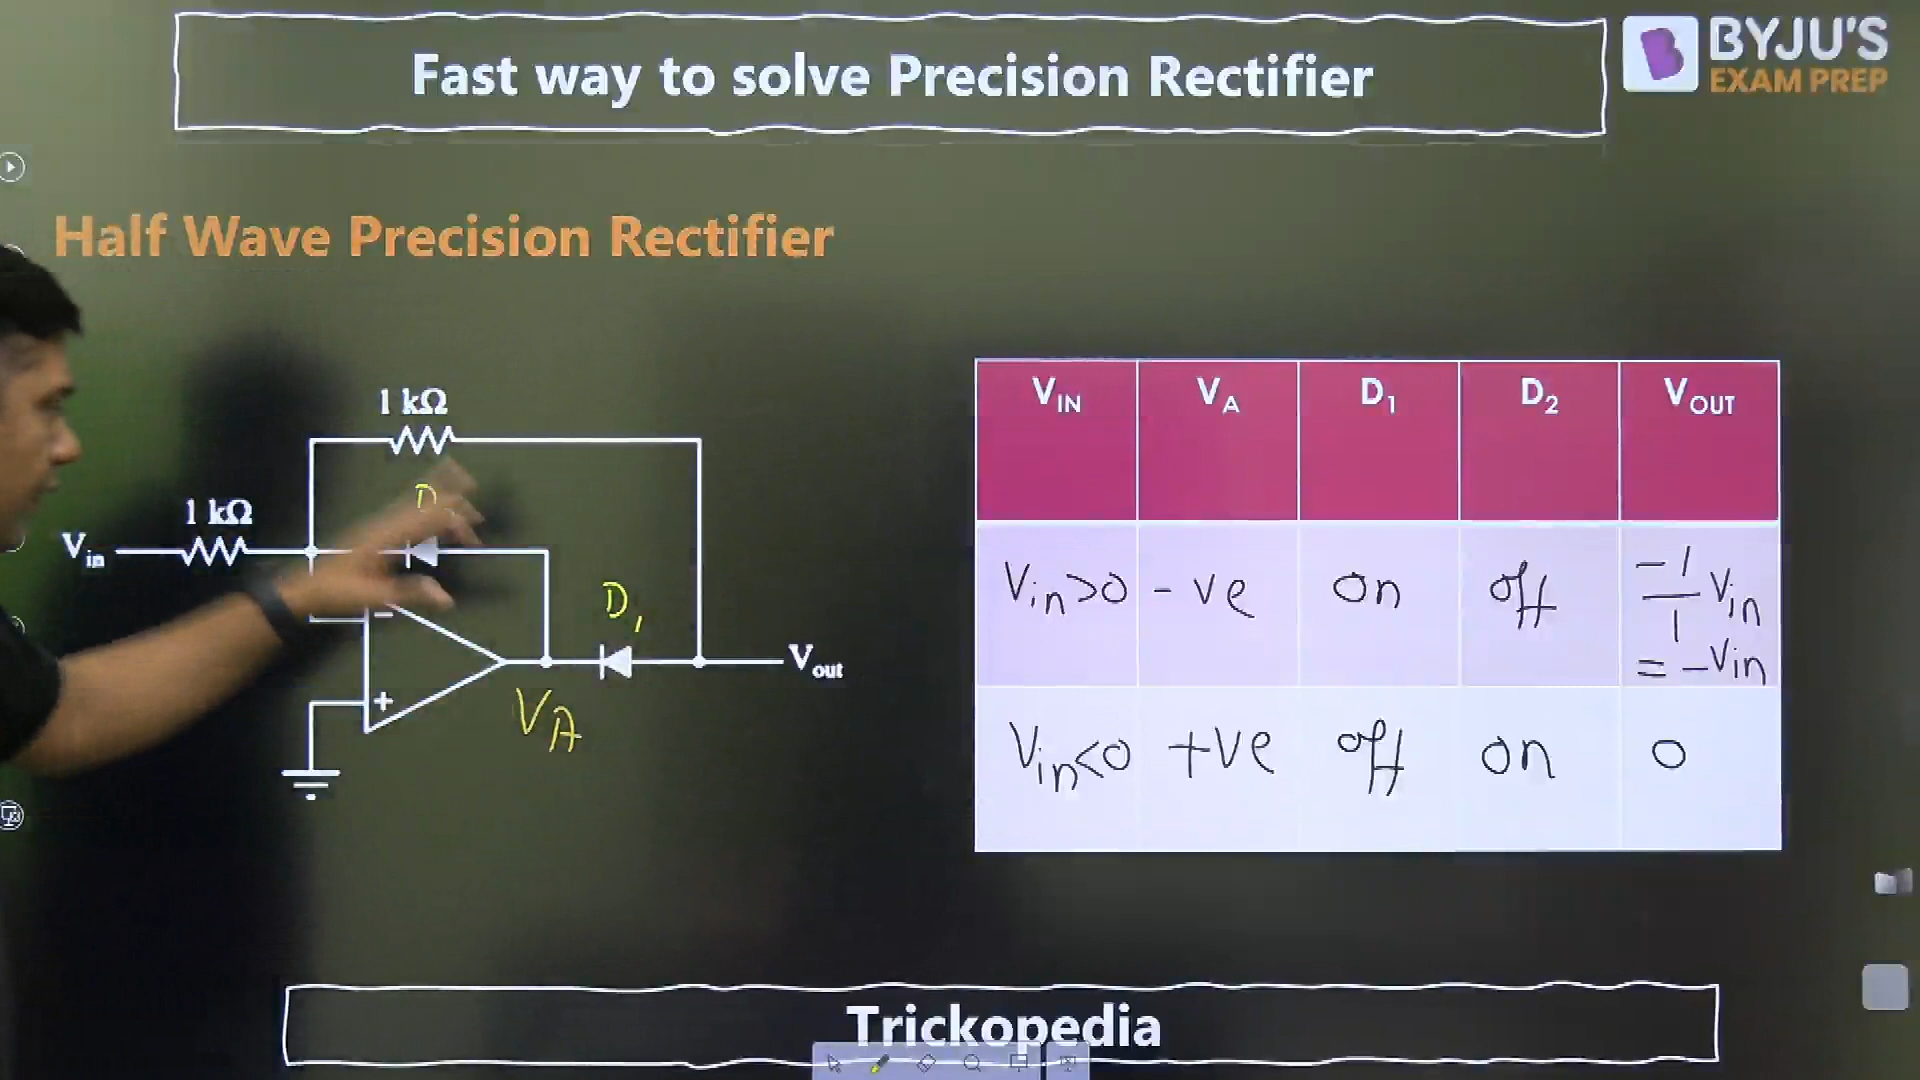 Fast way to solve Precision Rectifier
BYJU'S
EXAM PREP
Half Wave Precision Rectifier
1 kΩ
D
1 kΩ
Vin
D1
−
+
VA
Vout
VIN VA D1 D2 VOUT
Vin>0 -ve on off -1/1 Vin
= -Vin
Vin<0 +ve off on 0
Trickopedia